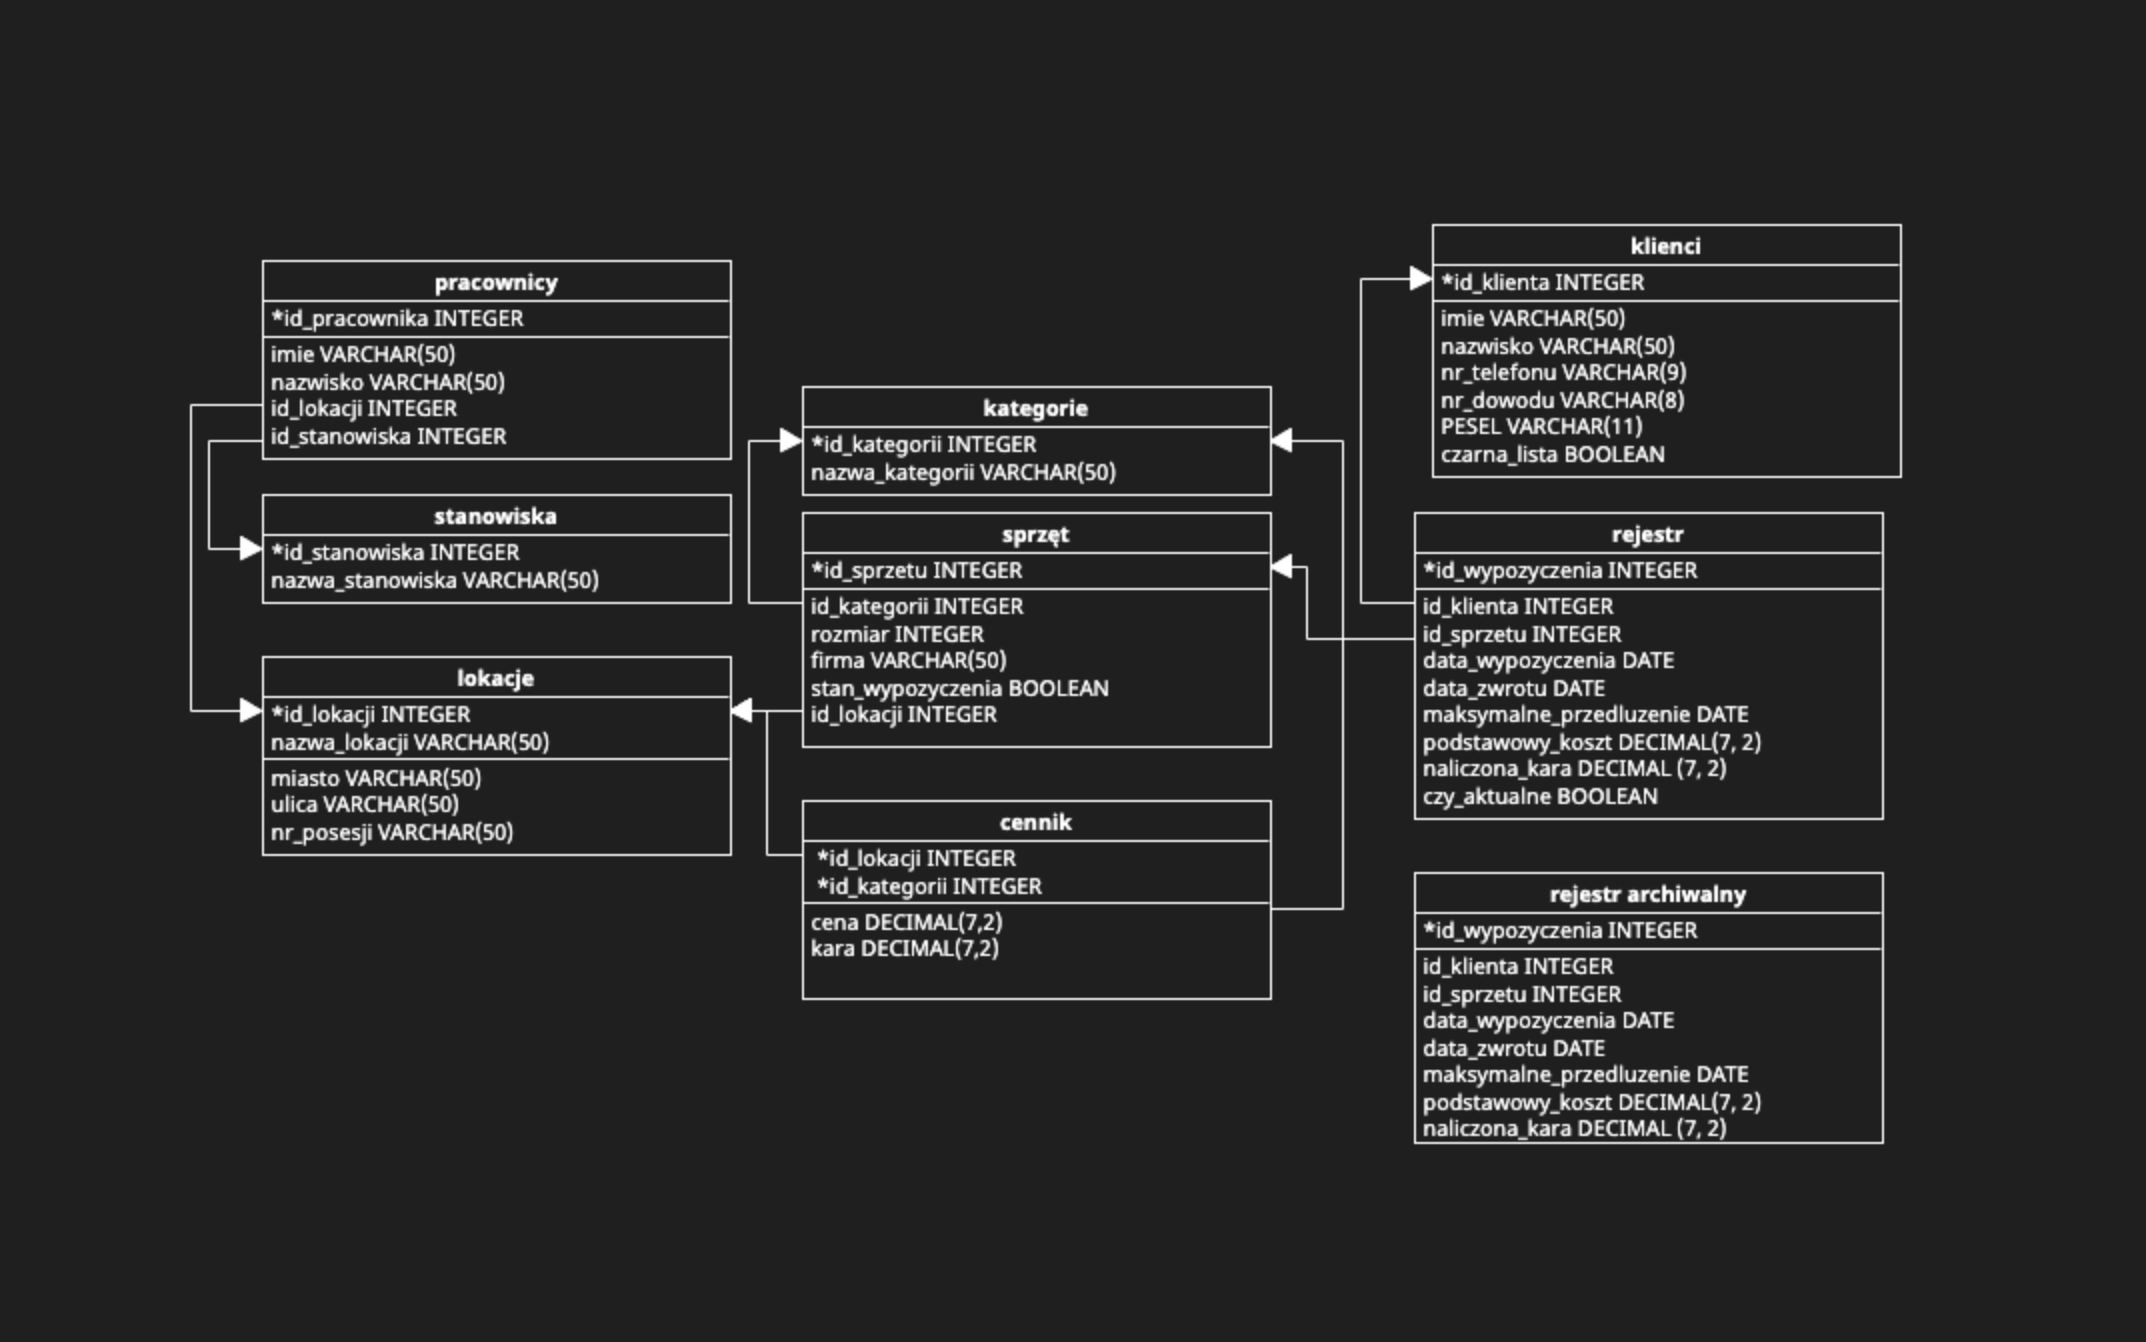 pracownicy
*id_pracownika INTEGER
imie VARCHAR(50)
nazwisko VARCHAR(50)
id_lokacji INTEGER
id_stanowiska INTEGER
stanowiska
*id_stanowiska INTEGER
nazwa_stanowiska VARCHAR(50)
lokacje
*id_lokacji INTEGER
nazwa_lokacji VARCHAR(50)
miasto VARCHAR(50)
ulica VARCHAR(50)
nr_posesji VARCHAR(50)
kategorie
*id_kategorii INTEGER
nazwa_kategorii VARCHAR(50)
sprzęt
*id_sprzetu INTEGER
id_kategorii INTEGER
rozmiar INTEGER
firma VARCHAR(50)
stan_wypozyczenia BOOLEAN
id_lokacji INTEGER
cennik
*id_lokacji INTEGER
*id_kategorii INTEGER
cena DECIMAL(7,2)
kara DECIMAL(7,2)
klienci
*id_klienta INTEGER
imie VARCHAR(50)
nazwisko VARCHAR(50)
nr_telefonu VARCHAR(9)
nr_dowodu VARCHAR(8)
PESEL VARCHAR(11)
czarna_lista BOOLEAN
rejestr
*id_wypozyczenia INTEGER
id_klienta INTEGER
id_sprzetu INTEGER
data_wypozyczenia DATE
data_zwrotu DATE
maksymalne_przedluzenie DATE
podstawowy_koszt DECIMAL(7, 2)
naliczona_kara DECIMAL (7, 2)
czy_aktualne BOOLEAN
rejestr archiwalny
*id_wypozyczenia INTEGER
id_klienta INTEGER
id_sprzetu INTEGER
data_wypozyczenia DATE
data_zwrotu DATE
maksymalne_przedluzenie DATE
podstawowy_koszt DECIMAL(7, 2)
naliczona_kara DECIMAL (7, 2)